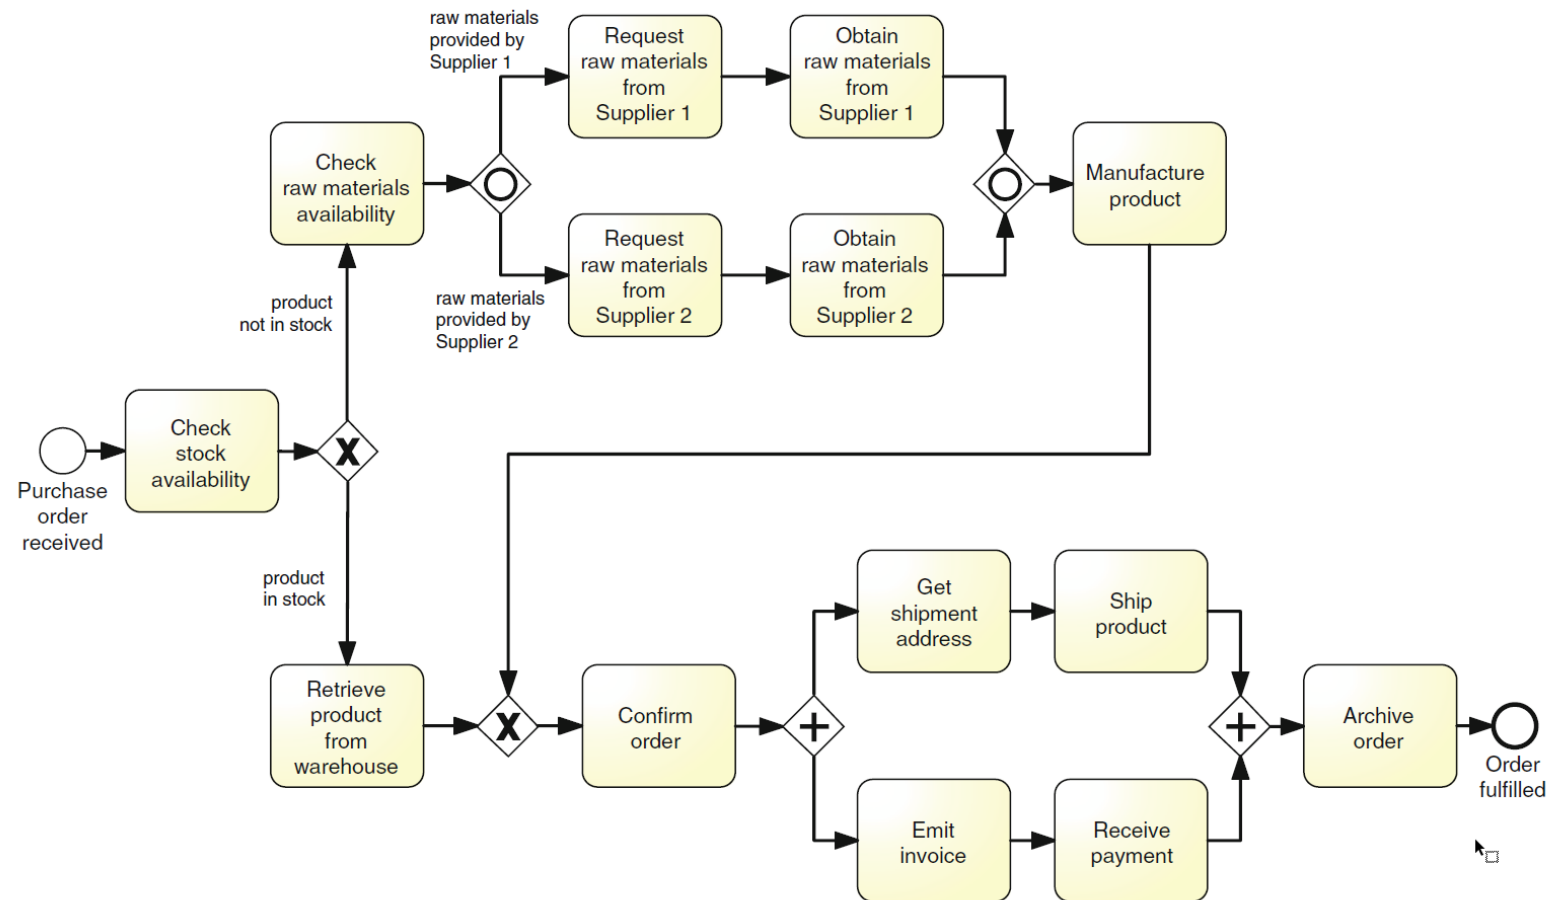 raw materials
provided by
Supplier 1
Request
raw materials
from
Supplier 1
Obtain
raw materials
from
Supplier 1
Check
raw materials
availability
Manufacture
product
raw materials
provided by
Supplier 2
Request
raw materials
from
Supplier 2
Obtain
raw materials
from
Supplier 2
product
not in stock
Purchase
order
received
Check
stock
availability
X
product
in stock
Retrieve
product
from
warehouse
X
Confirm
order
Get
shipment
address
Ship
product
Emit
invoice
Receive
payment
Archive
order
Order
fulfilled